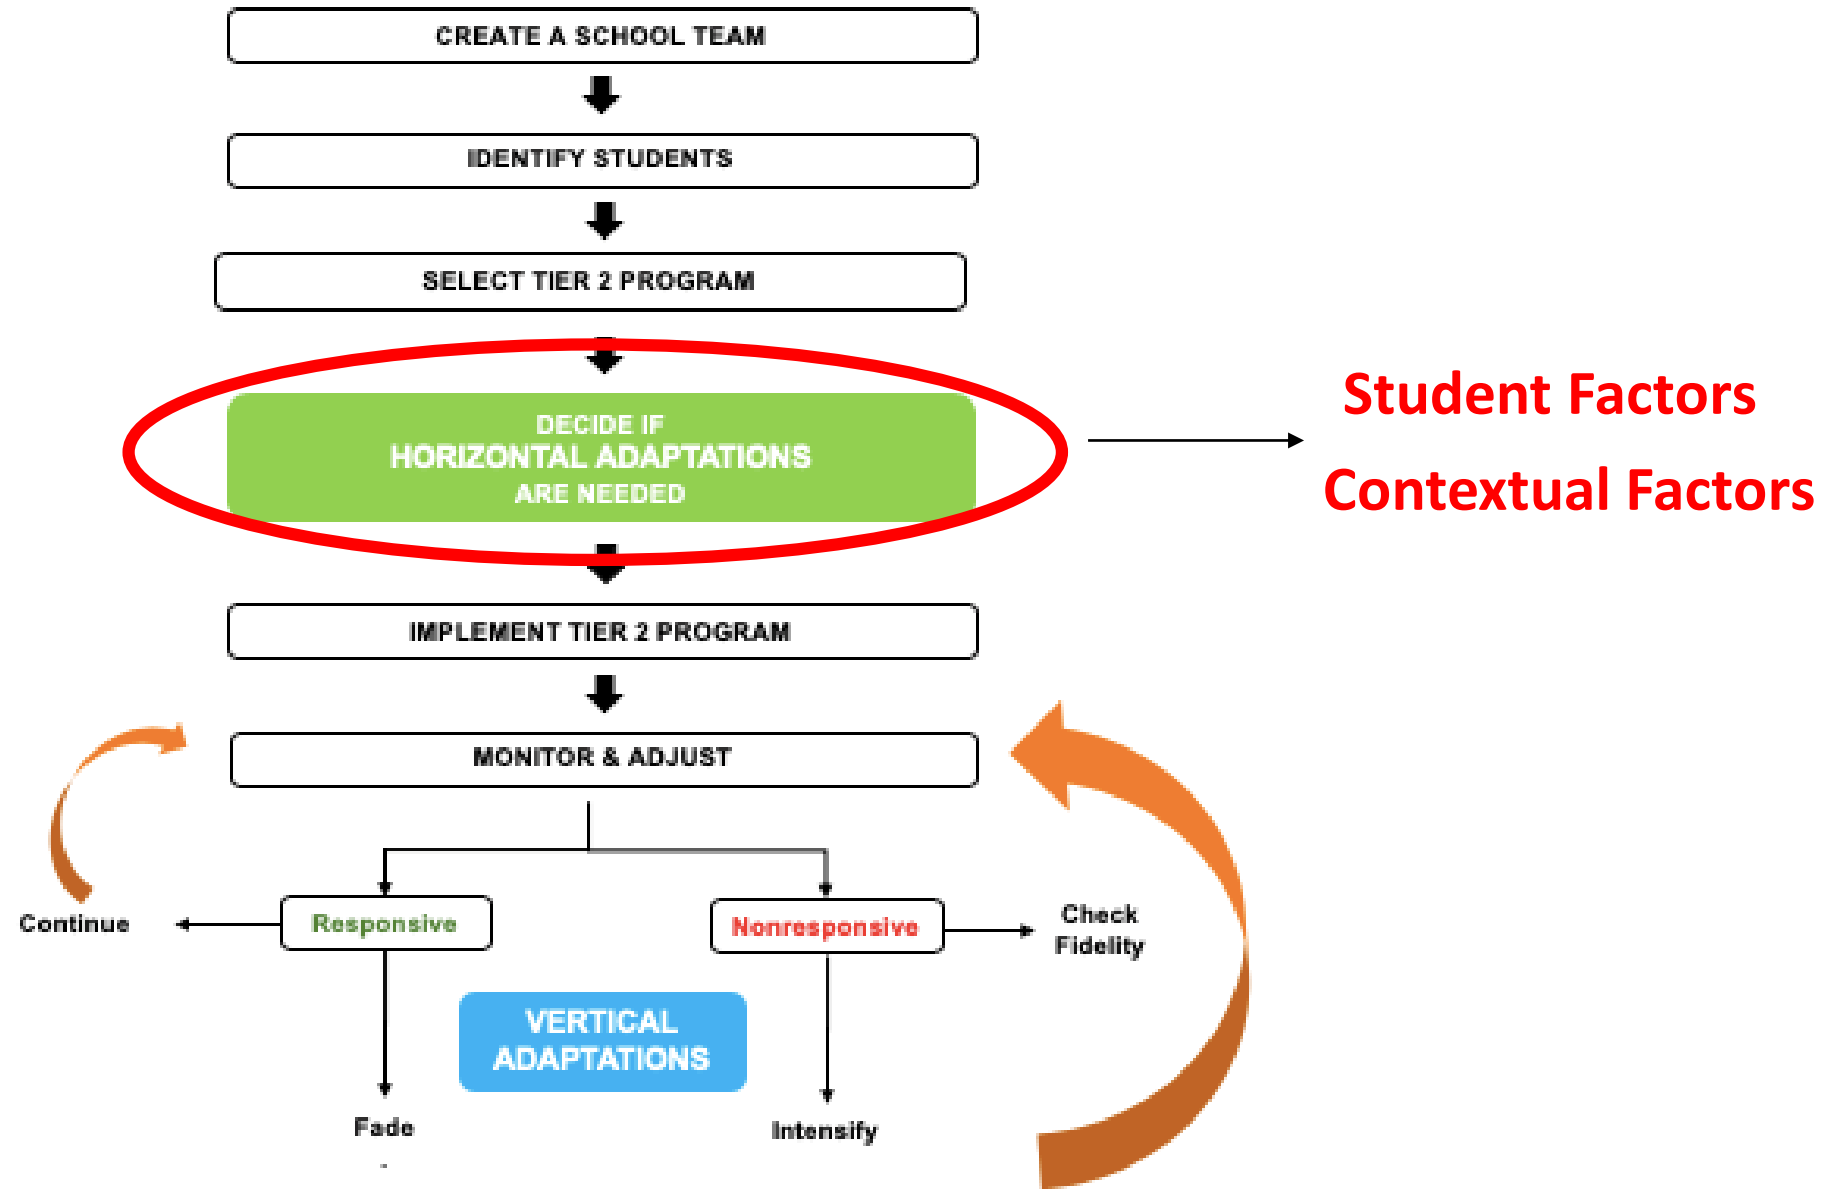 CREATE A SCHOOL TEAM
IDENTIFY STUDENTS
SELECT TIER 2 PROGRAM
DECIDE IF
HORIZONTAL ADAPTATIONS
ARE NEEDED
Student Factors
Contextual Factors
IMPLEMENT TIER 2 PROGRAM
MONITOR & ADJUST
Continue
Responsive
Nonresponsive
Check
Fidelity
VERTICAL
ADAPTATIONS
Fade
Intensify